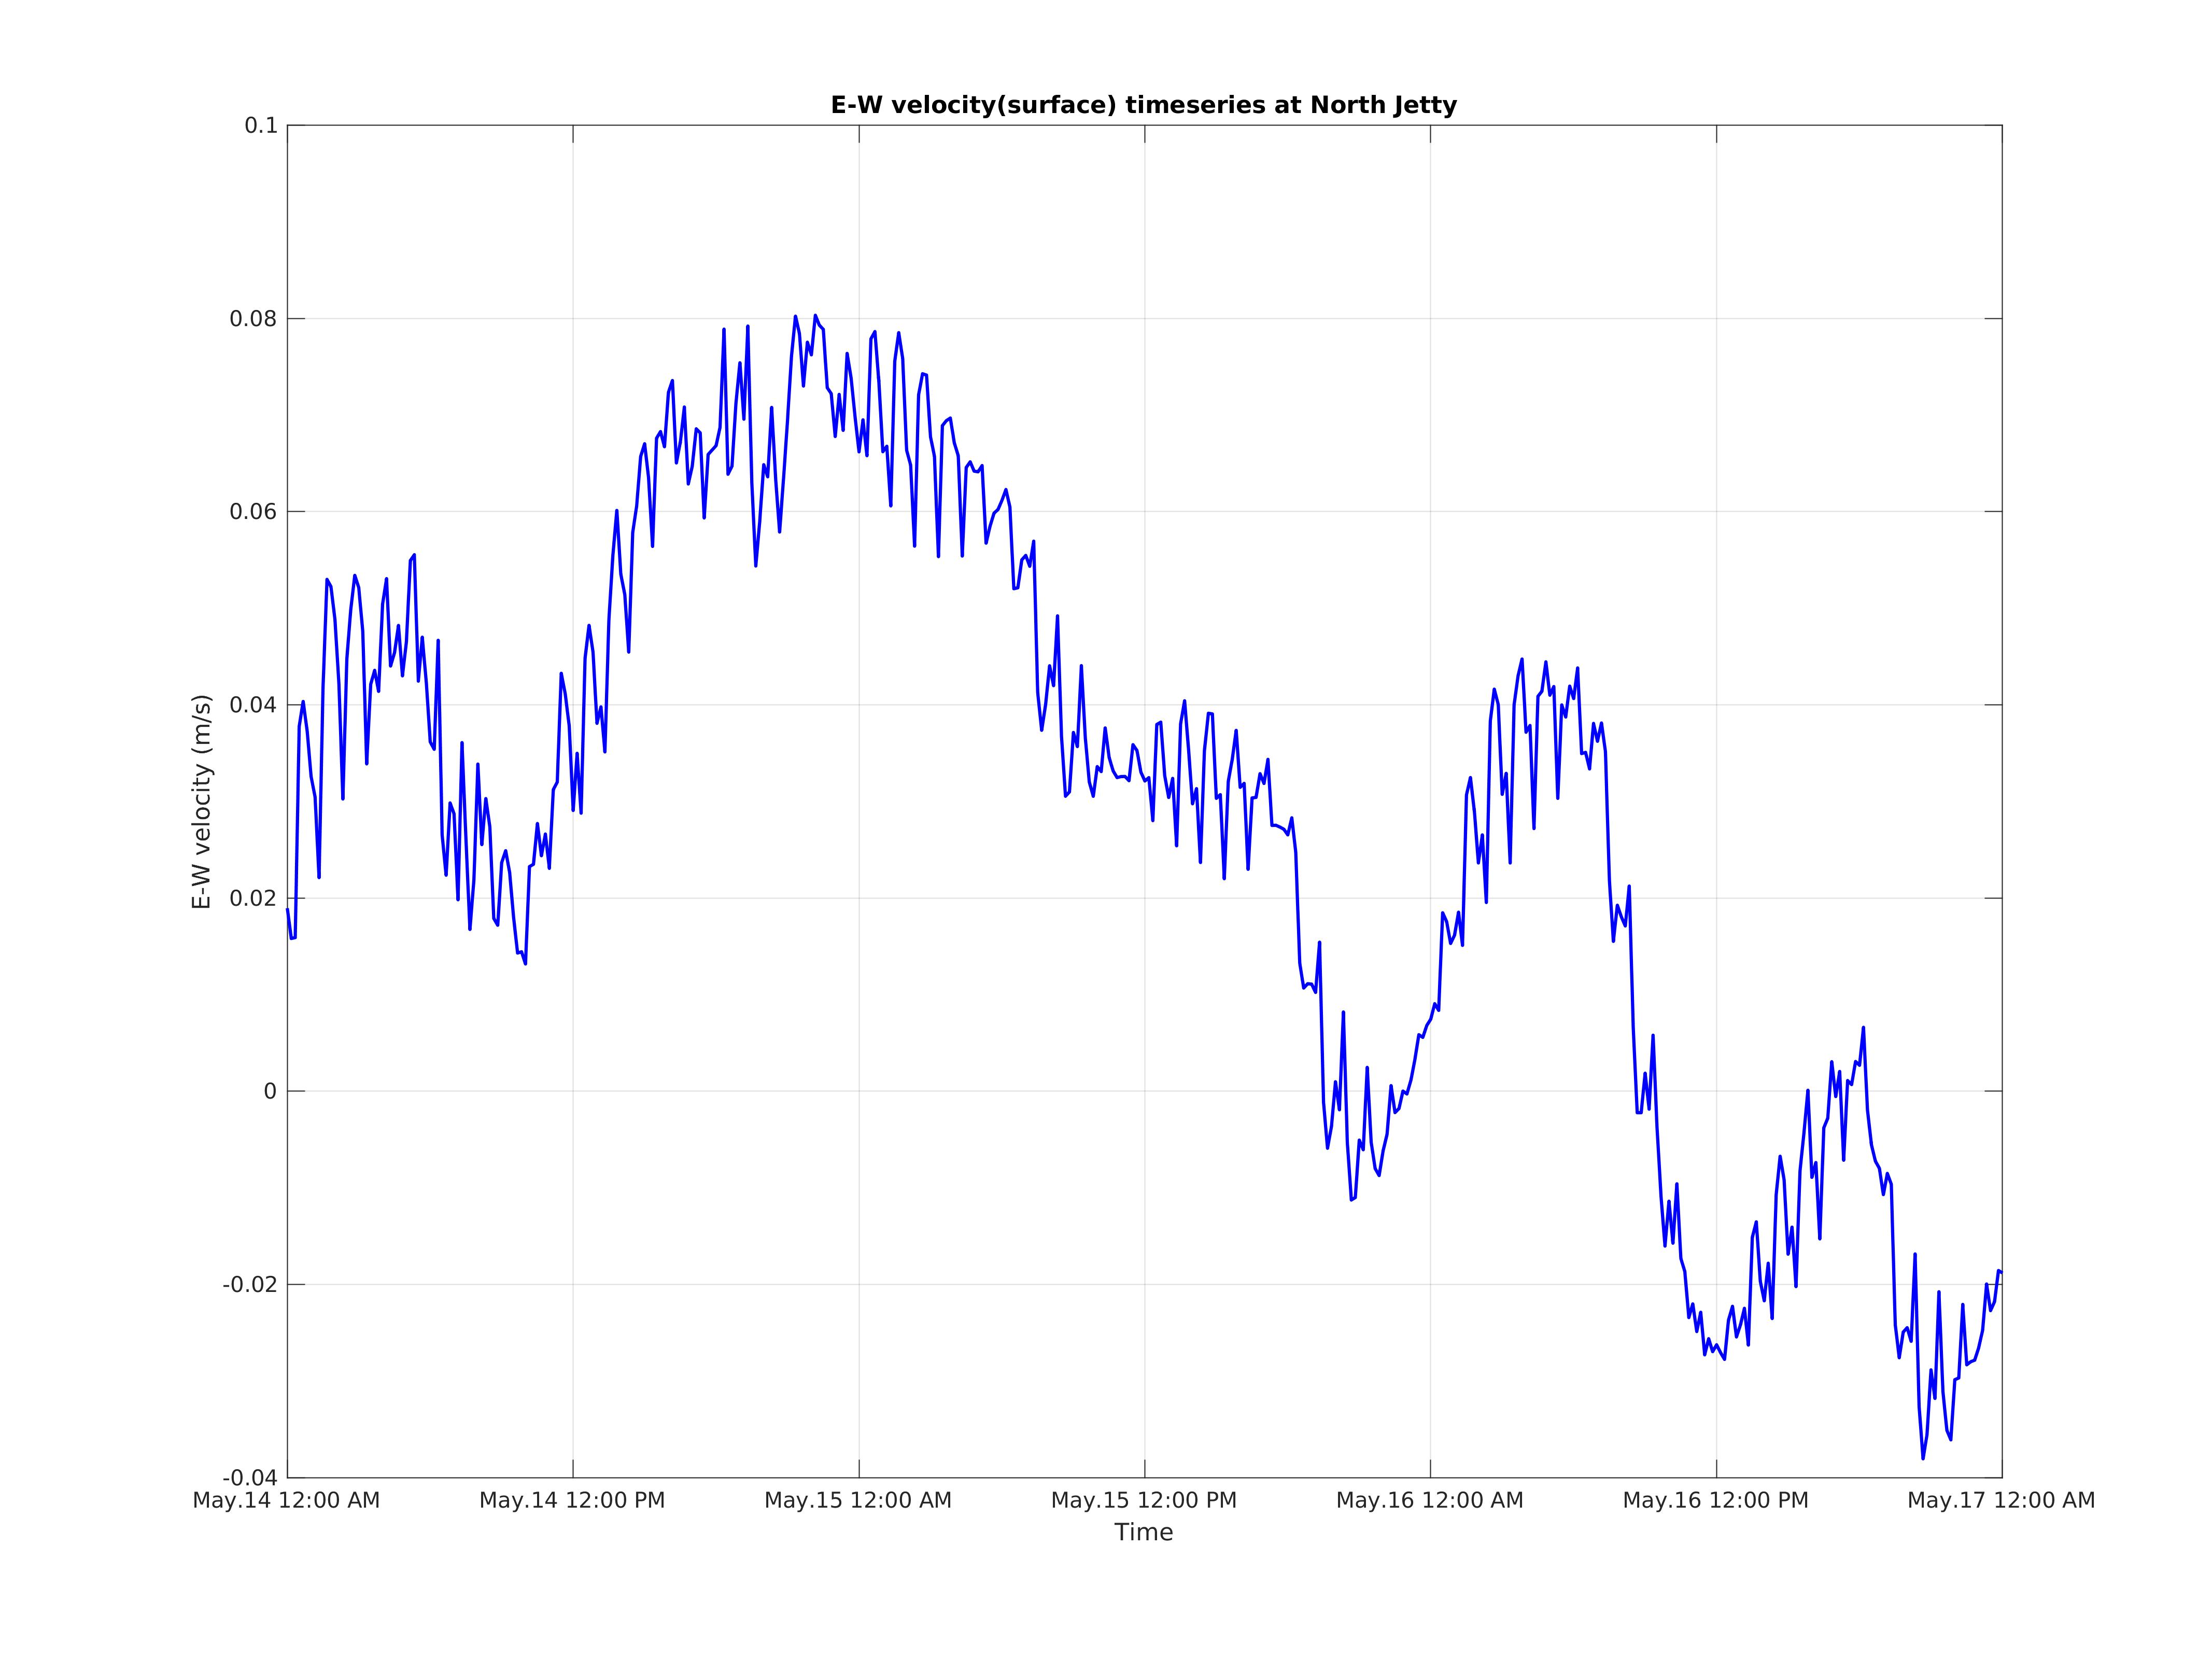 E-W velocity(surface) timeseries at North Jetty
0.1
0.08
0.06
0.04
0.02
0
-0.02
-0.04
E-W velocity (m/s)
May.14 12:00 AM May.14 12:00 PM May.15 12:00 AM May.15 12:00 PM May.16 12:00 AM May.16 12:00 PM May.17 12:00 AM
Time